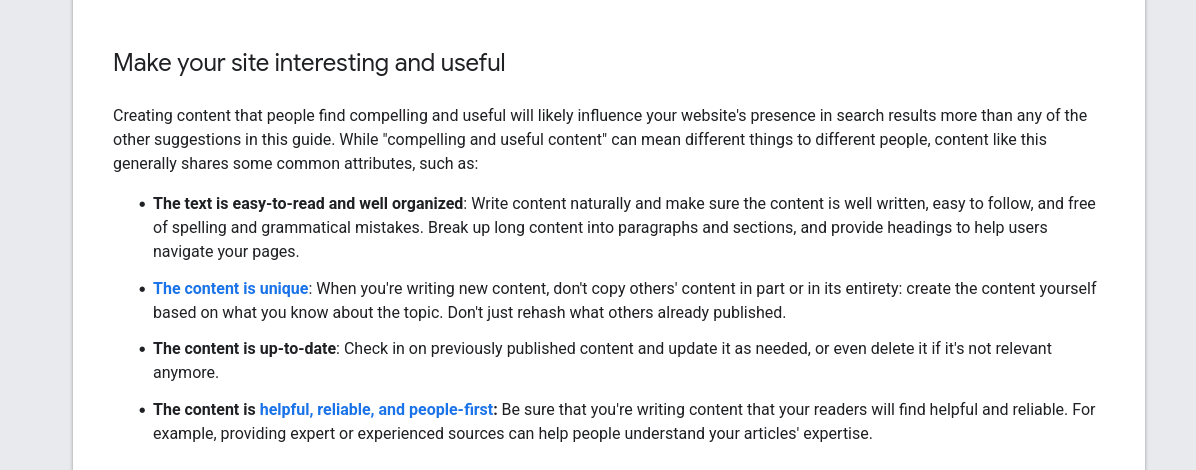 Make your site interesting and useful
Creating content that people find compelling and useful will likely influence your website's presence in search results more than any of the
other suggestions in this guide. While "compelling and useful content" can mean different things to different people, content like this
generally shares some common attributes, such as:
• The text is easy-to-read and well organized: Write content naturally and make sure the content is well written, easy to follow, and free
of spelling and grammatical mistakes. Break up long content into paragraphs and sections, and provide headings to help users
navigate your pages.
• The content is unique: When you're writing new content, don't copy others' content in part or in its entirety: create the content yourself
based on what you know about the topic. Don't just rehash what others already published.
• The content is up-to-date: Check in on previously published content and update it as needed, or even delete it if it's not relevant
anymore.
• The content is helpful, reliable, and people-first: Be sure that you're writing content that your readers will find helpful and reliable. For
example, providing expert or experienced sources can help people understand your articles' expertise.